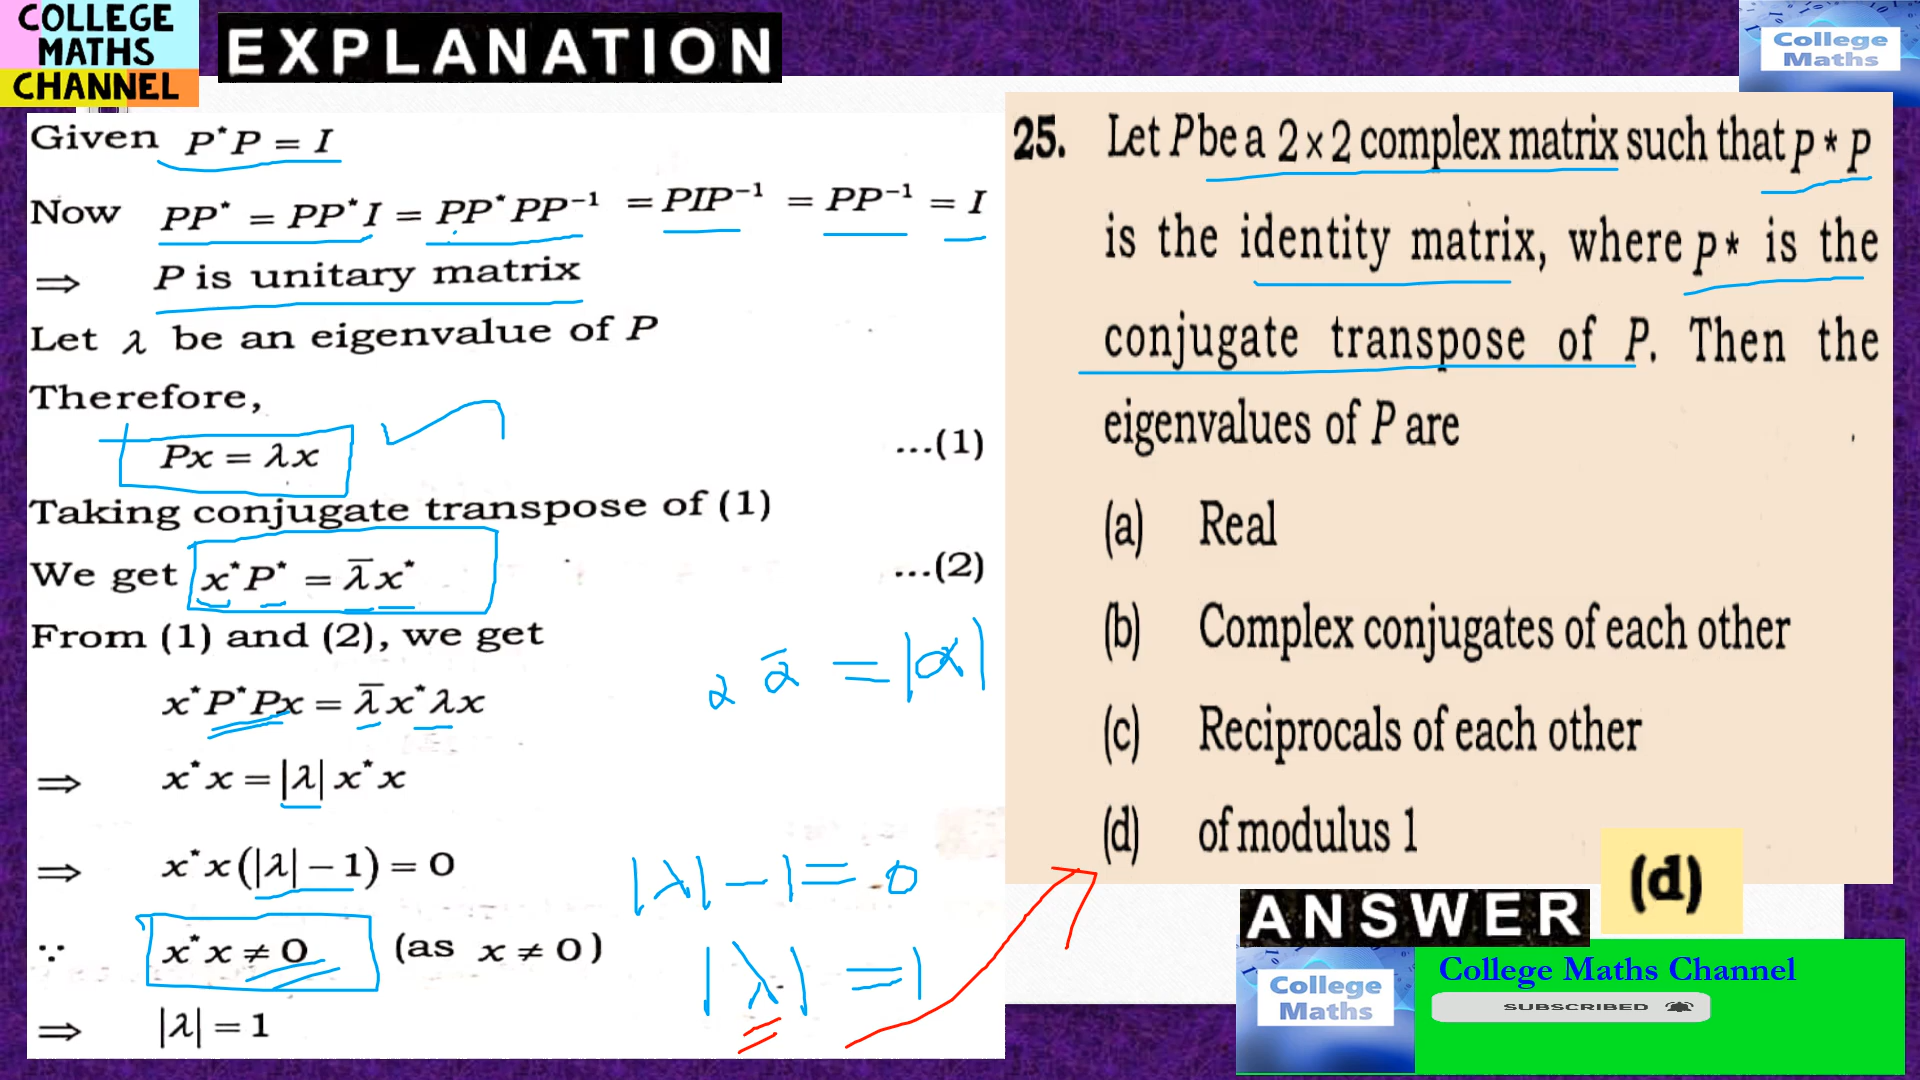 COLLEGE
MATHS
CHANNEL
EXPLANATION
College
Maths
Given P*P = I
Now PP* = PP*I = PP*PP⁻¹ = PIP⁻¹ = PP⁻¹ = I
⇒ P is unitary matrix
Let λ be an eigenvalue of P
Therefore,
Px = λx ...(1)
Taking conjugate transpose of (1)
We get x*P* = λ̄x* ...(2)
From (1) and (2), we get
x*P*Px = λ̄x*λx
α ᾱ = |α|
⇒ x*x = |λ| x*x
⇒ x*x(|λ| − 1) = 0
|λ| − 1 = 0
∵ x*x ≠ 0 (as x ≠ 0)
|λ| = 1
⇒ |λ| = 1
25. Let P be a 2 × 2 complex matrix such that P * P
is the identity matrix, where P* is the
conjugate transpose of P. Then the
eigenvalues of P are
(a) Real
(b) Complex conjugates of each other
(c) Reciprocals of each other
(d) of modulus 1
ANSWER (d)
College
Maths
College Maths Channel
SUBSCRIBED